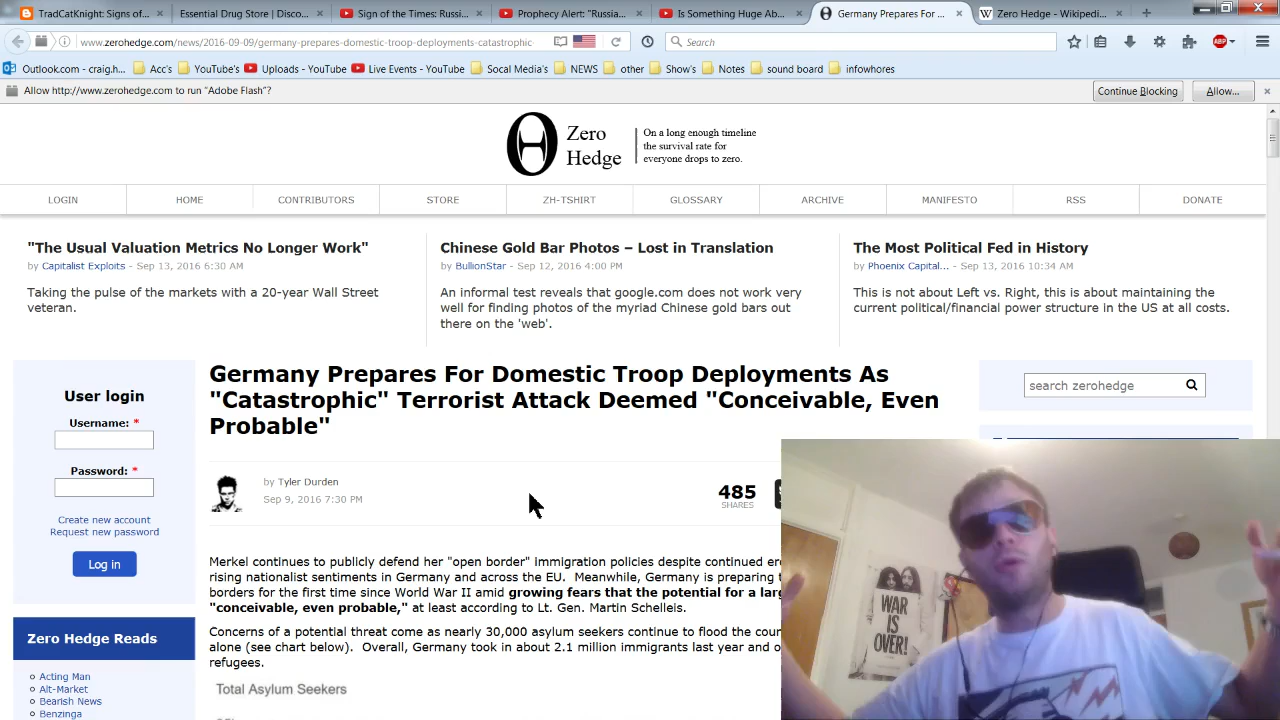 TradCatKnight: Signs of...
Essential Drug Store | Disco...
Sign of the Times: Russi...
Prophecy Alert: "Russia...
Is Something Huge Ab...
Germany Prepares For ...
Zero Hedge - Wikipedi...
www.zerohedge.com/news/2016-09-09/germany-prepares-domestic-troop-deployments-catastrophic-
Search
ABP
Outlook.com - craig.h...
Acc's
YouTube's
Uploads - YouTube
Live Events - YouTube
Socal Media's
NEWS
other
Show's
Notes
sound board
infowhores
Allow http://www.zerohedge.com to run "Adobe Flash"?
Continue Blocking
Allow...
Zero
Hedge
On a long enough timeline
the survival rate for
everyone drops to zero.
LOGIN
HOME
CONTRIBUTORS
STORE
ZH-TSHIRT
GLOSSARY
ARCHIVE
MANIFESTO
RSS
DONATE
"The Usual Valuation Metrics No Longer Work"
by Capitalist Exploits - Sep 13, 2016 6:30 AM
Taking the pulse of the markets with a 20-year Wall Street
veteran.
Chinese Gold Bar Photos – Lost in Translation
by BullionStar - Sep 12, 2016 4:00 PM
An informal test reveals that google.com does not work very
well for finding photos of the myriad Chinese gold bars out
there on the 'web'.
The Most Political Fed in History
by Phoenix Capital... - Sep 13, 2016 10:34 AM
This is not about Left vs. Right, this is about maintaining the
current political/financial power structure in the US at all costs.
User login
Username: *
Password: *
Create new account
Request new password
Log in
Zero Hedge Reads
Acting Man
Alt-Market
Bearish News
Benzinga
Germany Prepares For Domestic Troop Deployments As
"Catastrophic" Terrorist Attack Deemed "Conceivable, Even
Probable"
by Tyler Durden
Sep 9, 2016 7:30 PM
485
SHARES
Merkel continues to publicly defend her "open border" immigration policies despite continued
rising nationalist sentiments in Germany and across the EU. Meanwhile, Germany is preparing
borders for the first time since World War II amid growing fears that the potential for a
"conceivable, even probable," at least according to Lt. Gen. Martin Schelleis.
Concerns of a potential threat come as nearly 30,000 asylum seekers continue to flood the
alone (see chart below). Overall, Germany took in about 2.1 million immigrants last year and
refugees.
Total Asylum Seekers
search zerohedge
WAR
IS
OVER!